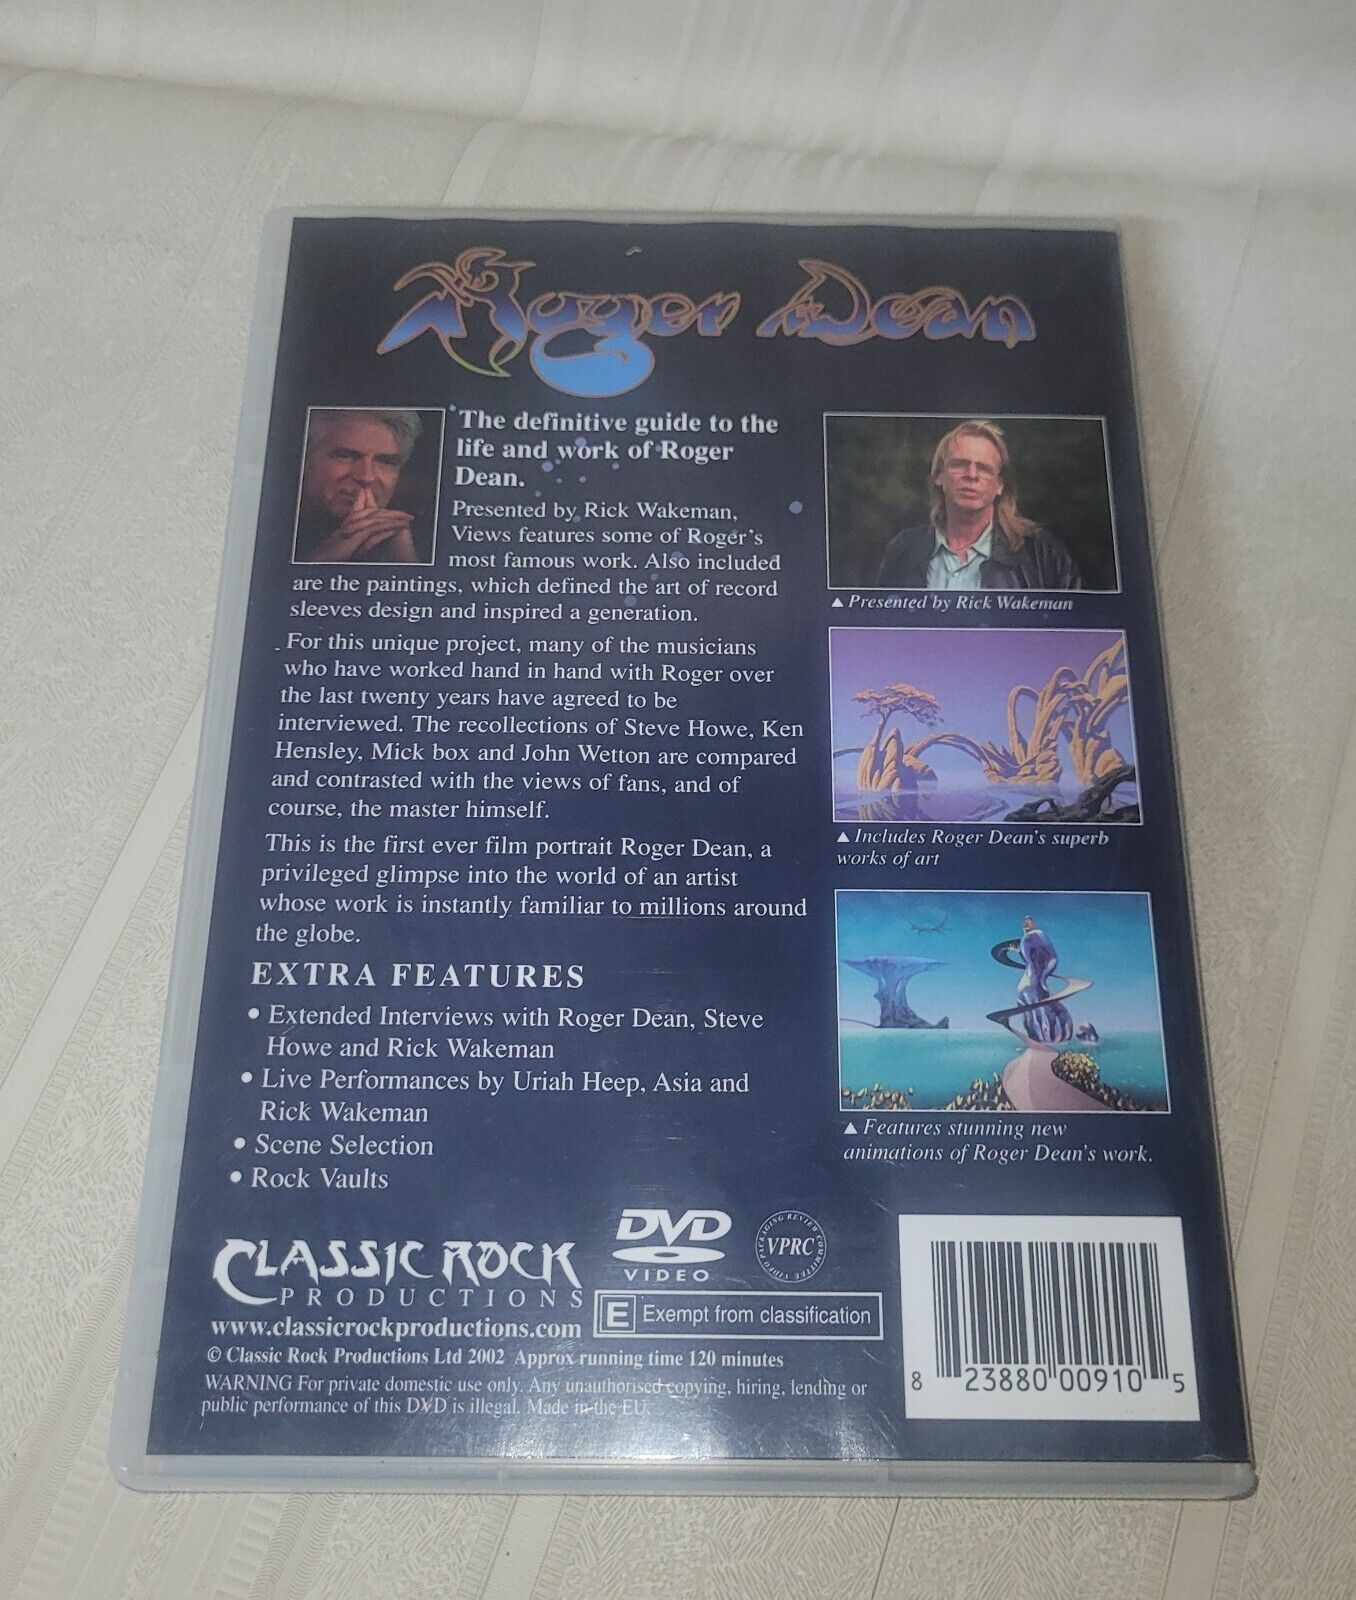 Roger Dean
The definitive guide to the
life and work of Roger
Dean.
Presented by Rick Wakeman,
Views features some of Roger's
most famous work. Also included
are the paintings, which defined the art of record
sleeves design and inspired a generation.
For this unique project, many of the musicians
who have worked hand in hand with Roger over
the last twenty years have agreed to be
interviewed. The recollections of Steve Howe, Ken
Hensley, Mick box and John Wetton are compared
and contrasted with the views of fans, and of
course, the master himself.
This is the first ever film portrait Roger Dean, a
privileged glimpse into the world of an artist
whose work is instantly familiar to millions around
the globe.
EXTRA FEATURES
• Extended Interviews with Roger Dean, Steve
Howe and Rick Wakeman
• Live Performances by Uriah Heep, Asia and
Rick Wakeman
• Scene Selection
• Rock Vaults
▲ Presented by Rick Wakeman
▲ Includes Roger Dean's superb
works of art
▲ Features stunning new
animations of Roger Dean's work.
CLASSIC ROCK
PRODUCTIONS
www.classicrockproductions.com
DVD
VIDEO
VIDEO PACKAGING REVIEW COMMITTEE
VPRC
E Exempt from classification
© Classic Rock Productions Ltd 2002 Approx running time 120 minutes
WARNING For private domestic use only. Any unauthorised copying, hiring, lending or
public performance of this DVD is illegal. Made in the EU.
8 23880 00910 5